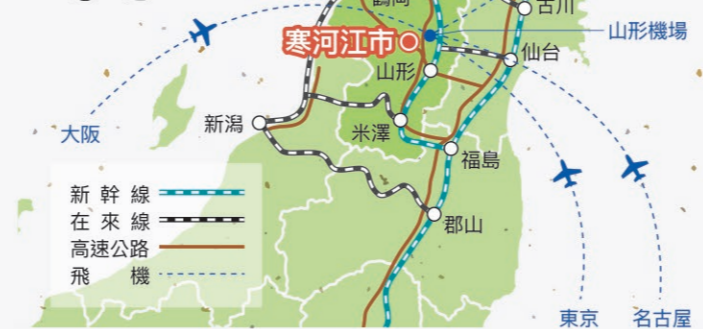 鶴岡
古川
寒河江市
山形機場
仙台
山形
大阪
新潟
米澤
福島
新幹線
在來線
高速公路
飛機
郡山
東京
名古屋